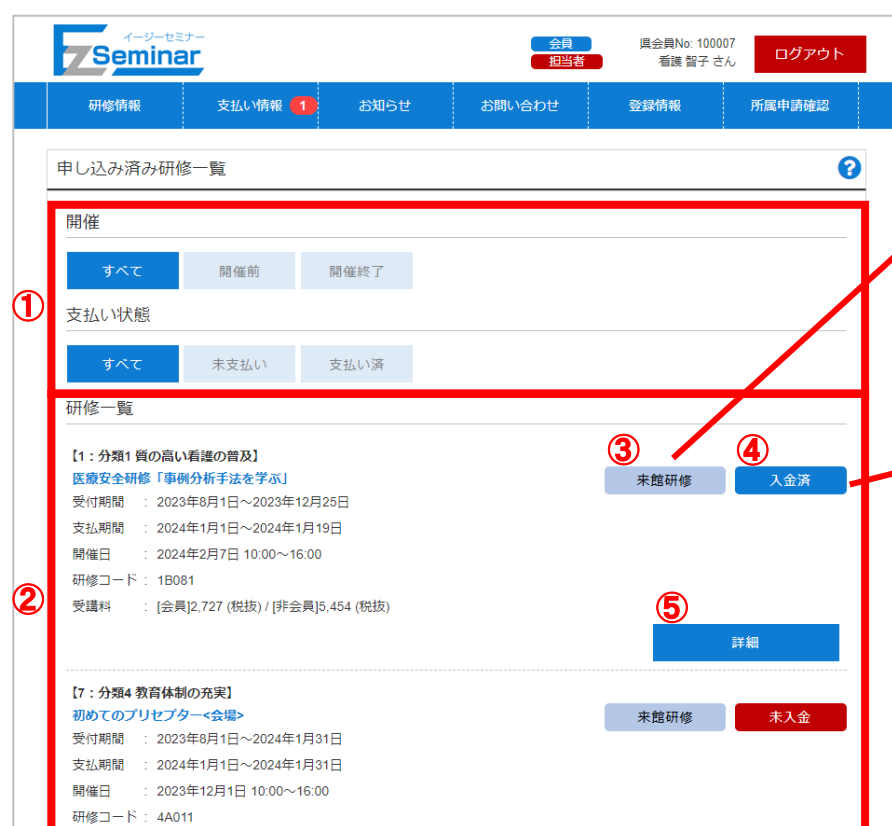 イージーセミナー
EZ Seminar
会員
担当者
県会員No: 100007
看護 智子 さん
ログアウト
研修情報 支払い情報 1 お知らせ お問い合わせ 登録情報 所属申請確認
申し込み済み研修一覧 ?
①
開催
すべて 開催前 開催終了
支払い状態
すべて 未支払い 支払い済
②
研修一覧
【1：分類1 質の高い看護の普及】
医療安全研修「事例分析手法を学ぶ」
③ ④
来館研修 入金済
受付期間 ： 2023年8月1日～2023年12月25日
支払期間 ： 2024年1月1日～2024年1月19日
開催日 ： 2024年2月7日 10:00～16:00
研修コード： 1B081
受講料 ： [会員]2,727 (税抜) / [非会員]5,454 (税抜)
⑤
詳細
【7：分類4 教育体制の充実】
初めてのプリセプター<会場>
来館研修 未入金
受付期間 ： 2023年8月1日～2024年1月31日
支払期間 ： 2024年1月1日～2024年1月31日
開催日 ： 2023年12月1日 10:00～16:00
研修コード： 4A011